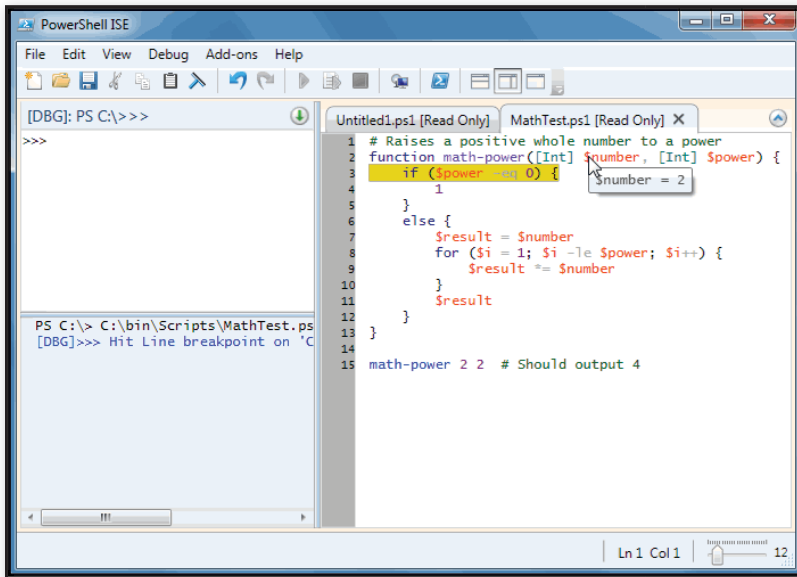 PowerShell ISE
File Edit View Debug Add-ons Help
[DBG]: PS C:\>>>
>>>
PS C:\> C:\bin\Scripts\MathTest.ps
[DBG]>>> Hit Line breakpoint on 'C
Untitled1.ps1 [Read Only] MathTest.ps1 [Read Only]
1 # Raises a positive whole number to a power
2 function math-power([Int] $number, [Int] $power) {
3 if ($power -eq 0) {
$number = 2
4 1
5 }
6 else {
7 $result = $number
8 for ($i = 1; $i -le $power; $i++) {
9 $result *= $number
10 }
11 $result
12 }
13 }
14
15 math-power 2 2 # Should output 4
Ln 1 Col 1 12